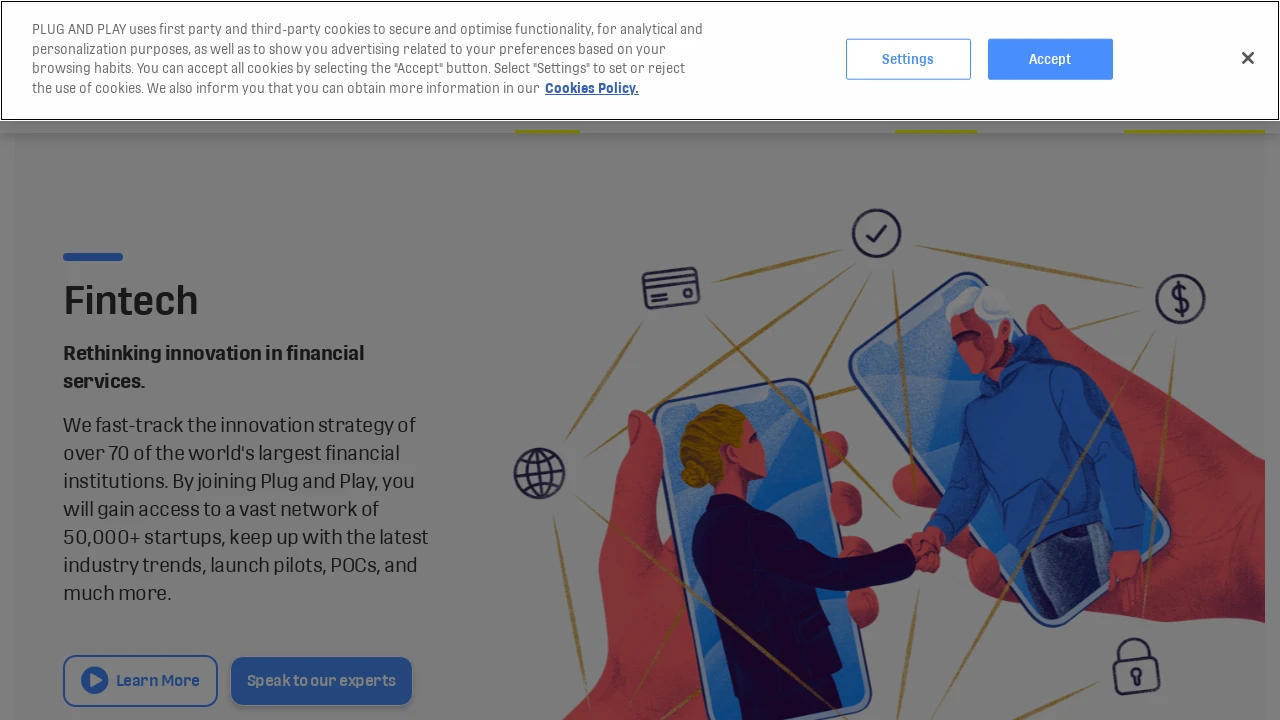 PLUG AND PLAY uses first party and third-party cookies to secure and optimise functionality, for analytical and
personalization purposes, as well as to show you advertising related to your preferences based on your
browsing habits. You can accept all cookies by selecting the "Accept" button. Select "Settings" to set or reject
the use of cookies. We also inform you that you can obtain more information in our Cookies Policy.
Settings
Accept
Fintech
Rethinking innovation in financial
services.
We fast-track the innovation strategy of
over 70 of the world's largest financial
institutions. By joining Plug and Play, you
will gain access to a vast network of
50,000+ startups, keep up with the latest
industry trends, launch pilots, POCs, and
much more.
Learn More
Speak to our experts